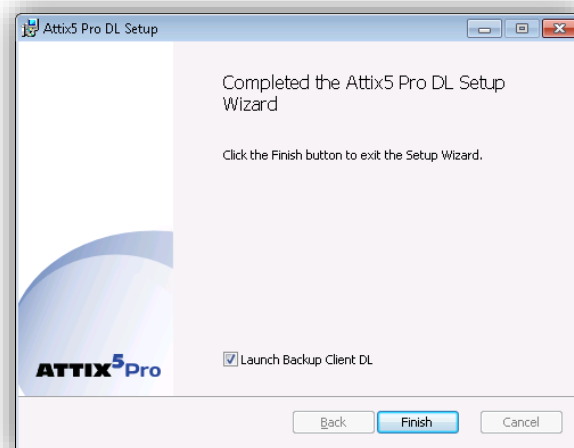 Attix5 Pro DL Setup
Completed the Attix5 Pro DL Setup
Wizard
Click the Finish button to exit the Setup Wizard.
ATTIX5Pro
Launch Backup Client DL
Back
Finish
Cancel